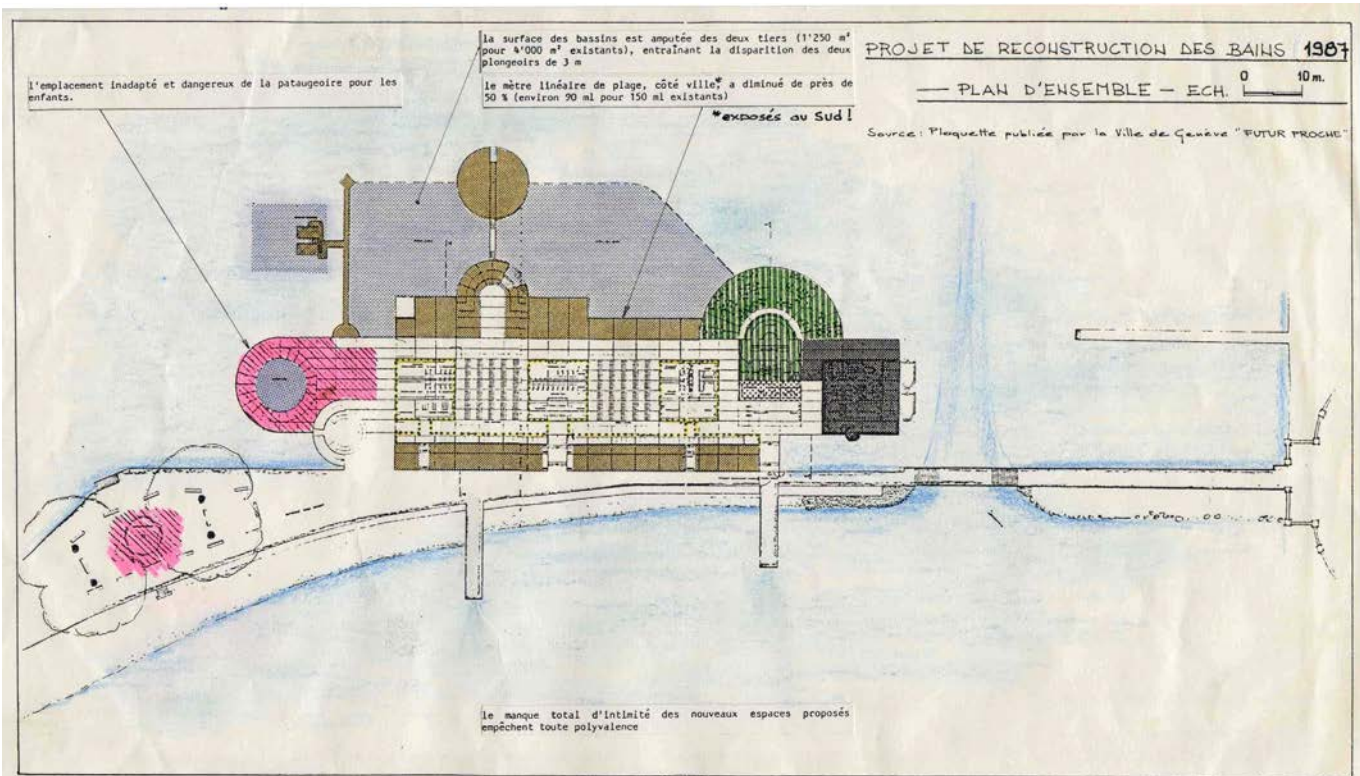 PROJET DE RECONSTRUCTION DES BAINS 1987
— PLAN D'ENSEMBLE — ECH. 0 10 m.
Source: Plaquette publiée par la Ville de Genève "FUTUR PROCHE"
la surface des bassins est amputée des deux tiers (1'250 m²
pour 4'000 m² existants), entraînant la disparition des deux
plongeoirs de 3 m
le mètre linéaire de plage, côté ville,* a diminué de près de
50 % (environ 90 ml pour 150 ml existants)
*exposés au Sud !
l'emplacement inadapté et dangereux de la pataugeoire pour les
enfants.
le manque total d'intimité des nouveaux espaces proposés
empêchent toute polyvalence